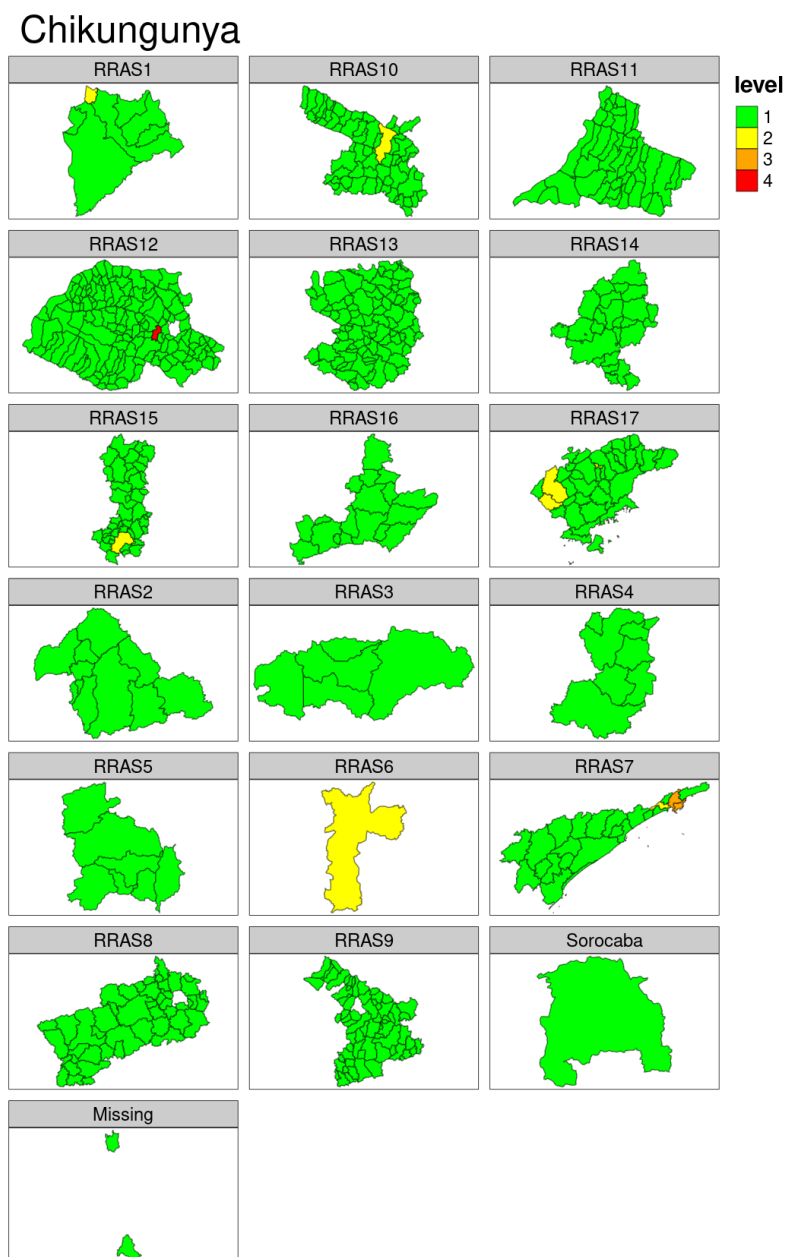 Chikungunya
RRAS1
RRAS10
RRAS11
level
1
2
3
4
RRAS12
RRAS13
RRAS14
RRAS15
RRAS16
RRAS17
RRAS2
RRAS3
RRAS4
RRAS5
RRAS6
RRAS7
RRAS8
RRAS9
Sorocaba
Missing